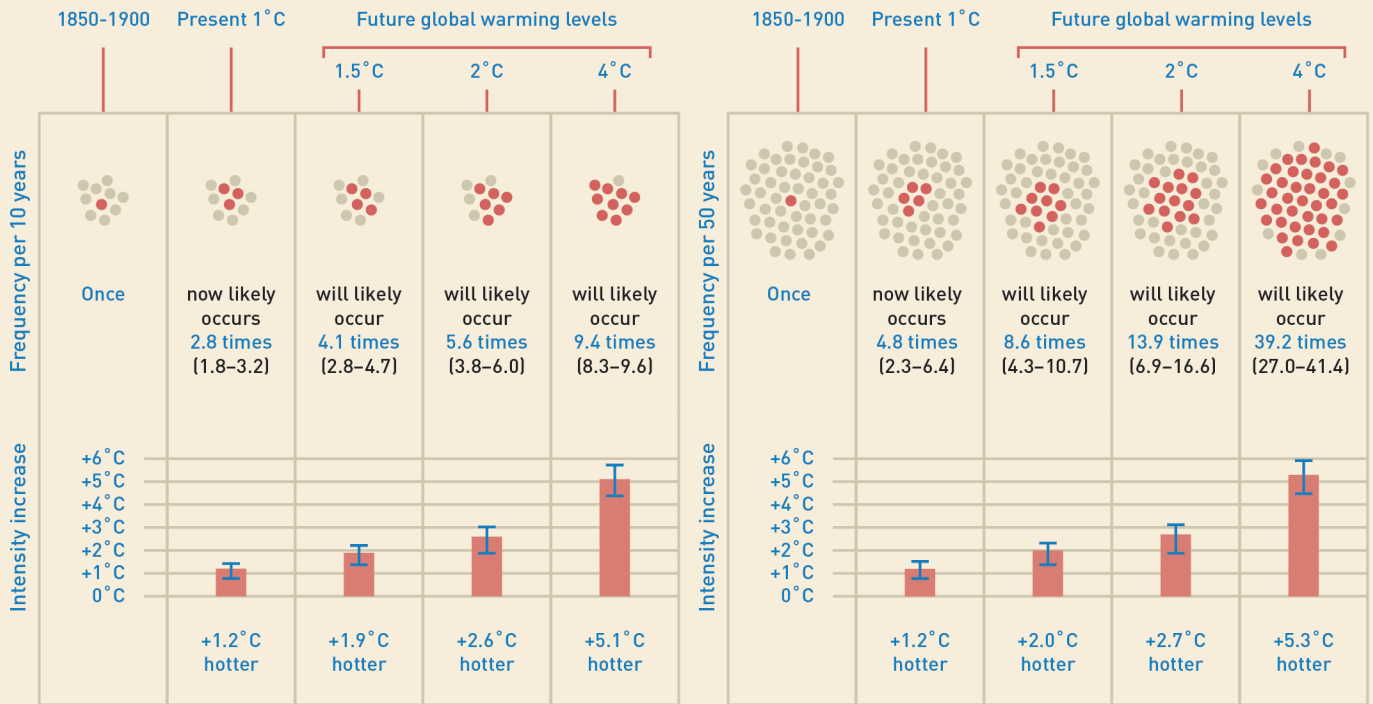 1850-1900
Present 1˚C
Future global warming levels
1.5˚C
2˚C
4˚C
Frequency per 10 years
Once
now likely
occurs
2.8 times
(1.8–3.2)
will likely
occur
4.1 times
(2.8–4.7)
will likely
occur
5.6 times
(3.8–6.0)
will likely
occur
9.4 times
(8.3–9.6)
Intensity increase
+6˚C
+5˚C
+4˚C
+3˚C
+2˚C
+1˚C
0˚C
+1.2˚C
hotter
+1.9˚C
hotter
+2.6˚C
hotter
+5.1˚C
hotter
1850-1900
Present 1˚C
Future global warming levels
1.5˚C
2˚C
4˚C
Frequency per 50 years
Once
now likely
occurs
4.8 times
(2.3–6.4)
will likely
occur
8.6 times
(4.3–10.7)
will likely
occur
13.9 times
(6.9–16.6)
will likely
occur
39.2 times
(27.0–41.4)
Intensity increase
+6˚C
+5˚C
+4˚C
+3˚C
+2˚C
+1˚C
0˚C
+1.2˚C
hotter
+2.0˚C
hotter
+2.7˚C
hotter
+5.3˚C
hotter